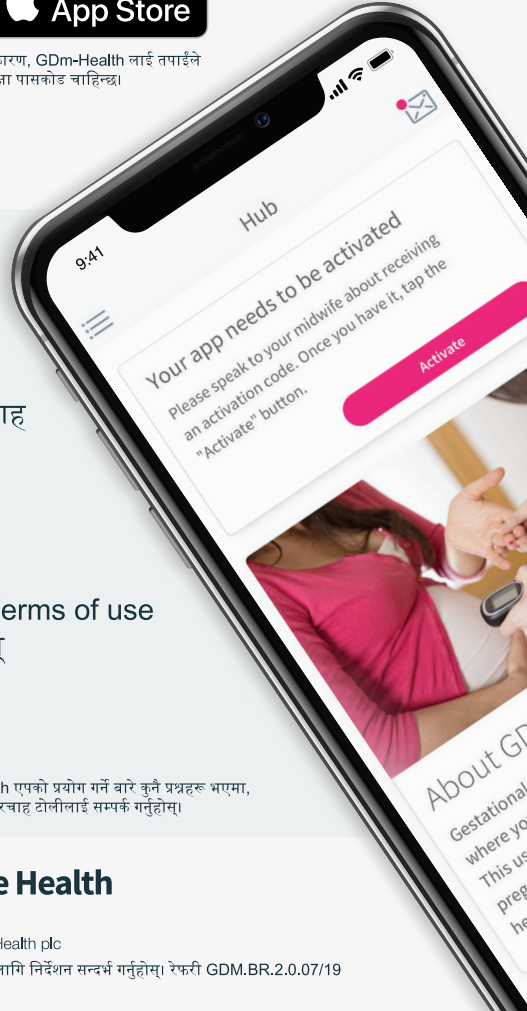 App Store
रण, GDm-Health लाई तपाईंले
पासकोड चाहिन्छ।
9:41
Hub
Your app needs to be activated
Please speak to your midwife about receiving
an activation code. Once you have it, tap the
"Activate" button.
Activate
erms of use
About GD
Gestational
where yo
This us
preg
he
h एपको प्रयोग गर्ने बारे कुनै प्रश्नहरू भएमा,
रचाह टोलीलाई सम्पर्क गर्नुहोस्।
e Health
Health plc
लागि निर्देशन सन्दर्भ गर्नुहोस्। रेफरी GDM.BR.2.0.07/19